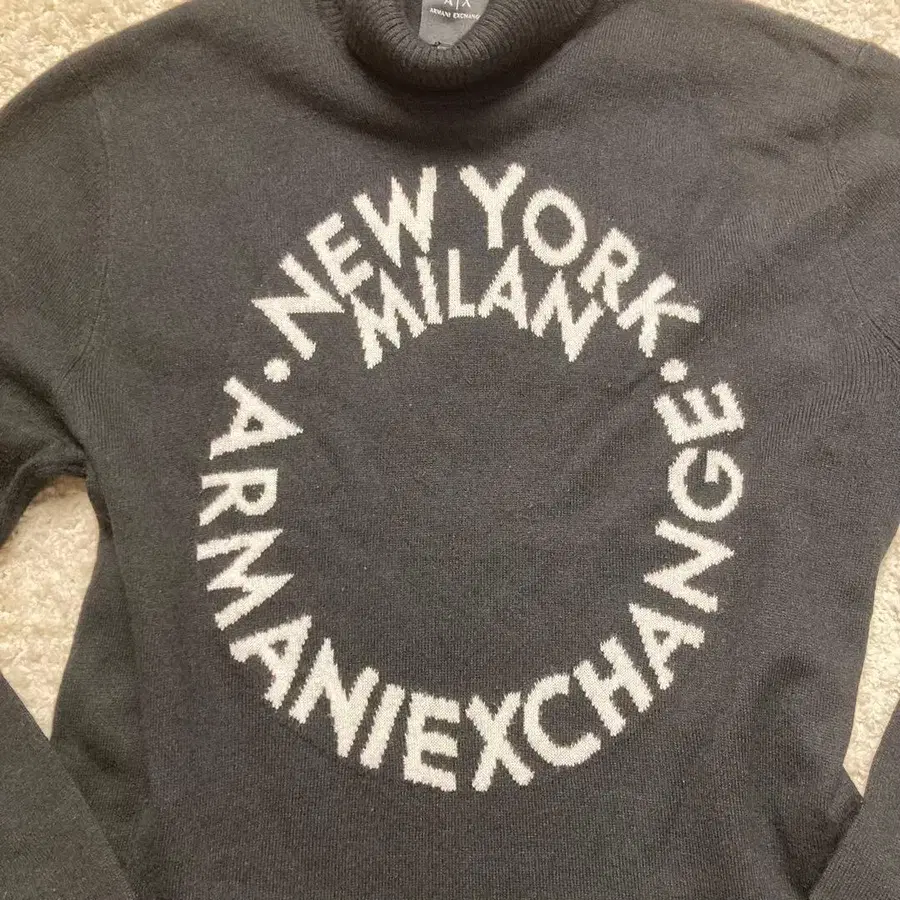 A|X
ARMANI EXCHANGE
NEW YORK
MILAN
ARMANIEXCHANGE